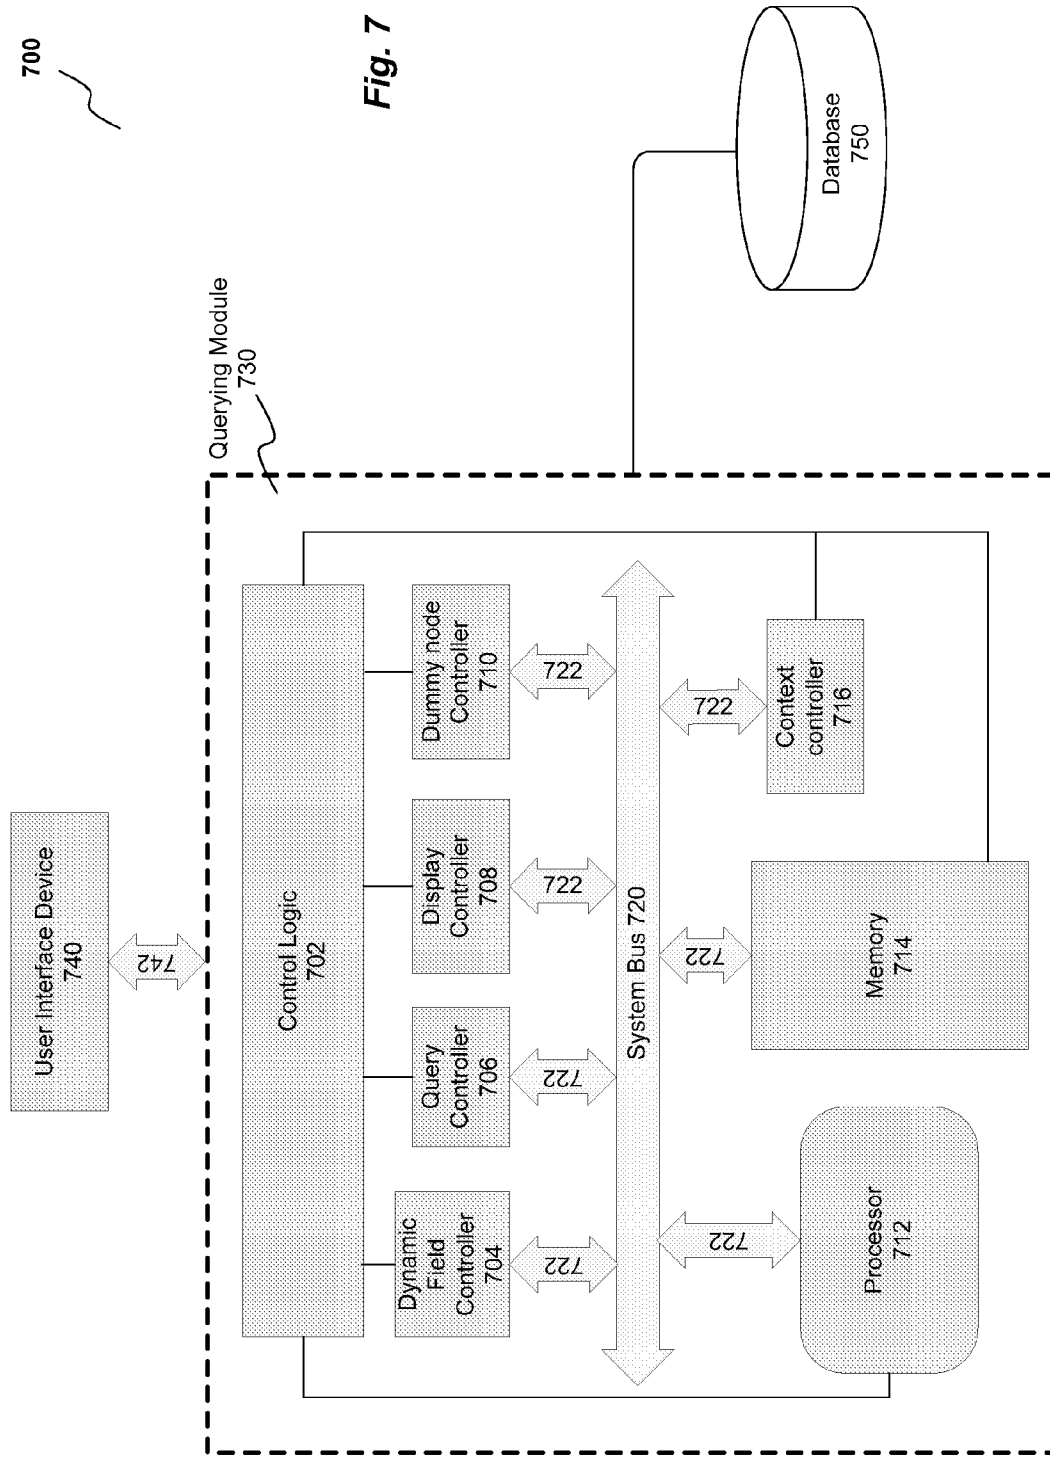 700
Fig. 7
User Interface Device
740
742
Querying Module
730
Control Logic
702
Dynamic
Field
Controller
704
Query
Controller
706
Display
Controller
708
Dummy node
Controller
710
722
722
722
722
System Bus 720
722
722
722
Processor
712
Memory
714
Context
controller
716
Database
750